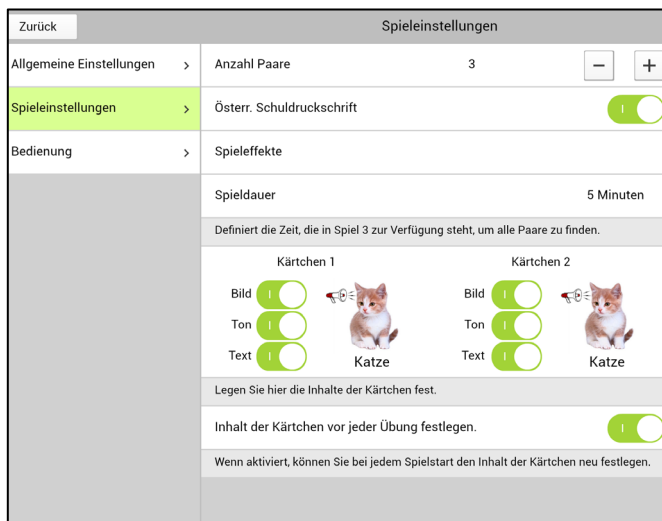 Zurück
Spieleinstellungen
Allgemeine Einstellungen
Spieleinstellungen
Bedienung
Anzahl Paare 3
Österr. Schuldruckschrift
Spieleffekte
Spieldauer 5 Minuten
Definiert die Zeit, die in Spiel 3 zur Verfügung steht, um alle Paare zu finden.
Kärtchen 1
Bild
Ton
Text
Katze
Kärtchen 2
Bild
Ton
Text
Katze
Legen Sie hier die Inhalte der Kärtchen fest.
Inhalt der Kärtchen vor jeder Übung festlegen.
Wenn aktiviert, können Sie bei jedem Spielstart den Inhalt der Kärtchen neu festlegen.